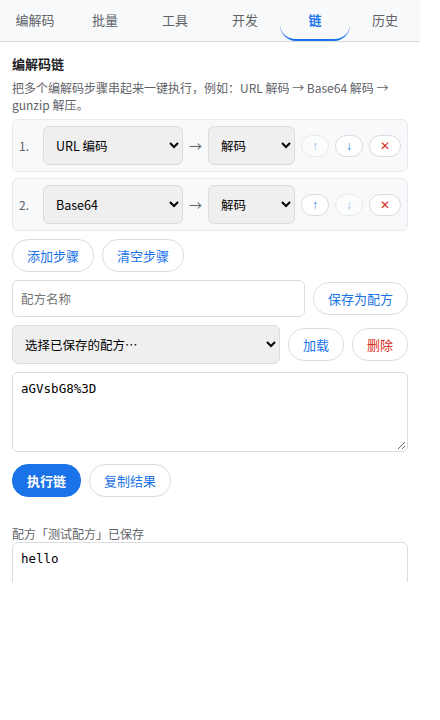 编解码 批量 工具 开发 链 历史
编解码链
把多个编解码步骤串起来一键执行，例如：URL 解码 → Base64 解码 →
gunzip 解压。
1. URL 编码 → 解码 ↑ ↓ ✕
2. Base64 → 解码 ↑ ↓ ✕
添加步骤 清空步骤
配方名称 保存为配方
选择已保存的配方… 加载 删除
aGVsbG8%3D
执行链 复制结果
配方「测试配方」已保存
hello